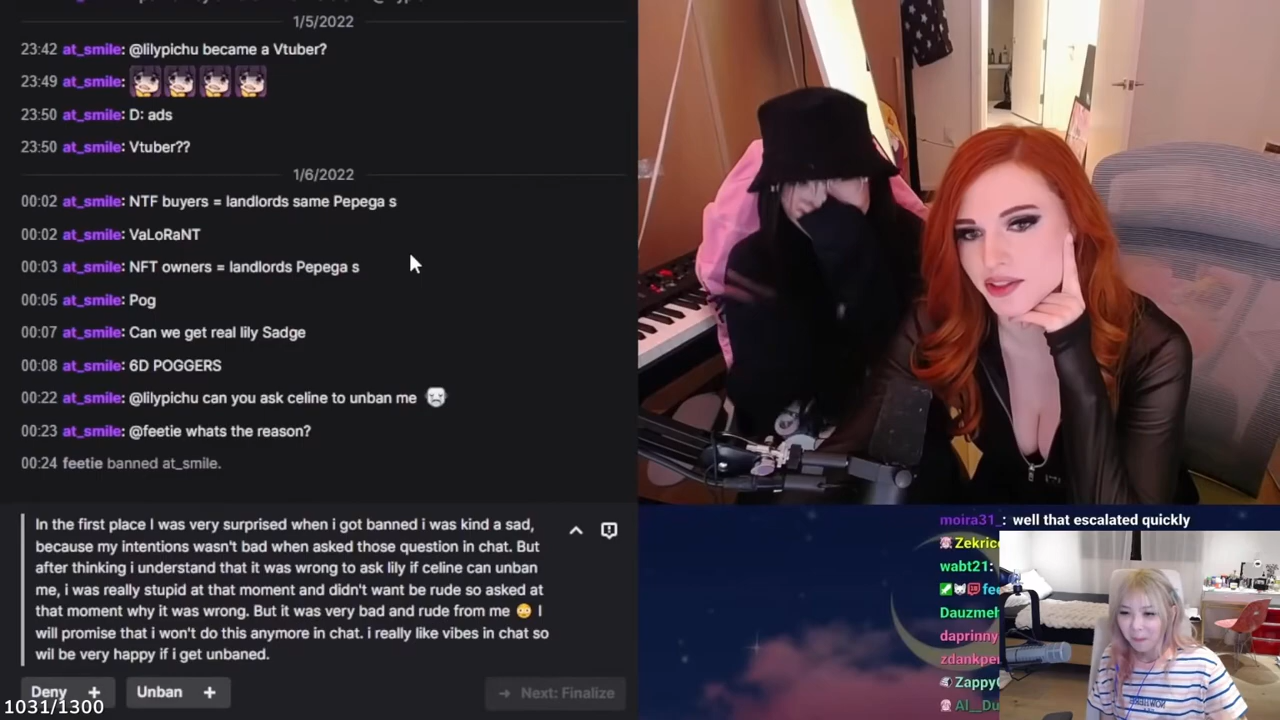 1/5/2022
23:42 at_smile: @lilypichu became a Vtuber?
23:49 at_smile:
23:50 at_smile: D: ads
23:50 at_smile: Vtuber??
1/6/2022
00:02 at_smile: NTF buyers = landlords same Pepega s
00:02 at_smile: VaLoRaNT
00:03 at_smile: NFT owners = landlords Pepega s
00:05 at_smile: Pog
00:07 at_smile: Can we get real lily Sadge
00:08 at_smile: 6D POGGERS
00:22 at_smile: @lilypichu can you ask celine to unban me
00:23 at_smile: @feetie whats the reason?
00:24 feetie banned at_smile.
In the first place I was very surprised when i got banned i was kind a sad,
because my intentions wasn't bad when asked those question in chat. But
after thinking i understand that it was wrong to ask lily if celine can unban
me, i was really stupid at that moment and didn't want be rude so asked at
that moment why it was wrong. But it was very bad and rude from me 😳 I
will promise that i won't do this anymore in chat. i really like vibes in chat so
wil be very happy if i get unbaned.
Deny +
Unban +
→ Next: Finalize
1031/1300
moira31_: well that escalated quickly
Zekric
wabt21:
fee
Dauzmeh
daprinny
zdankpe
Zappy
Al__Du